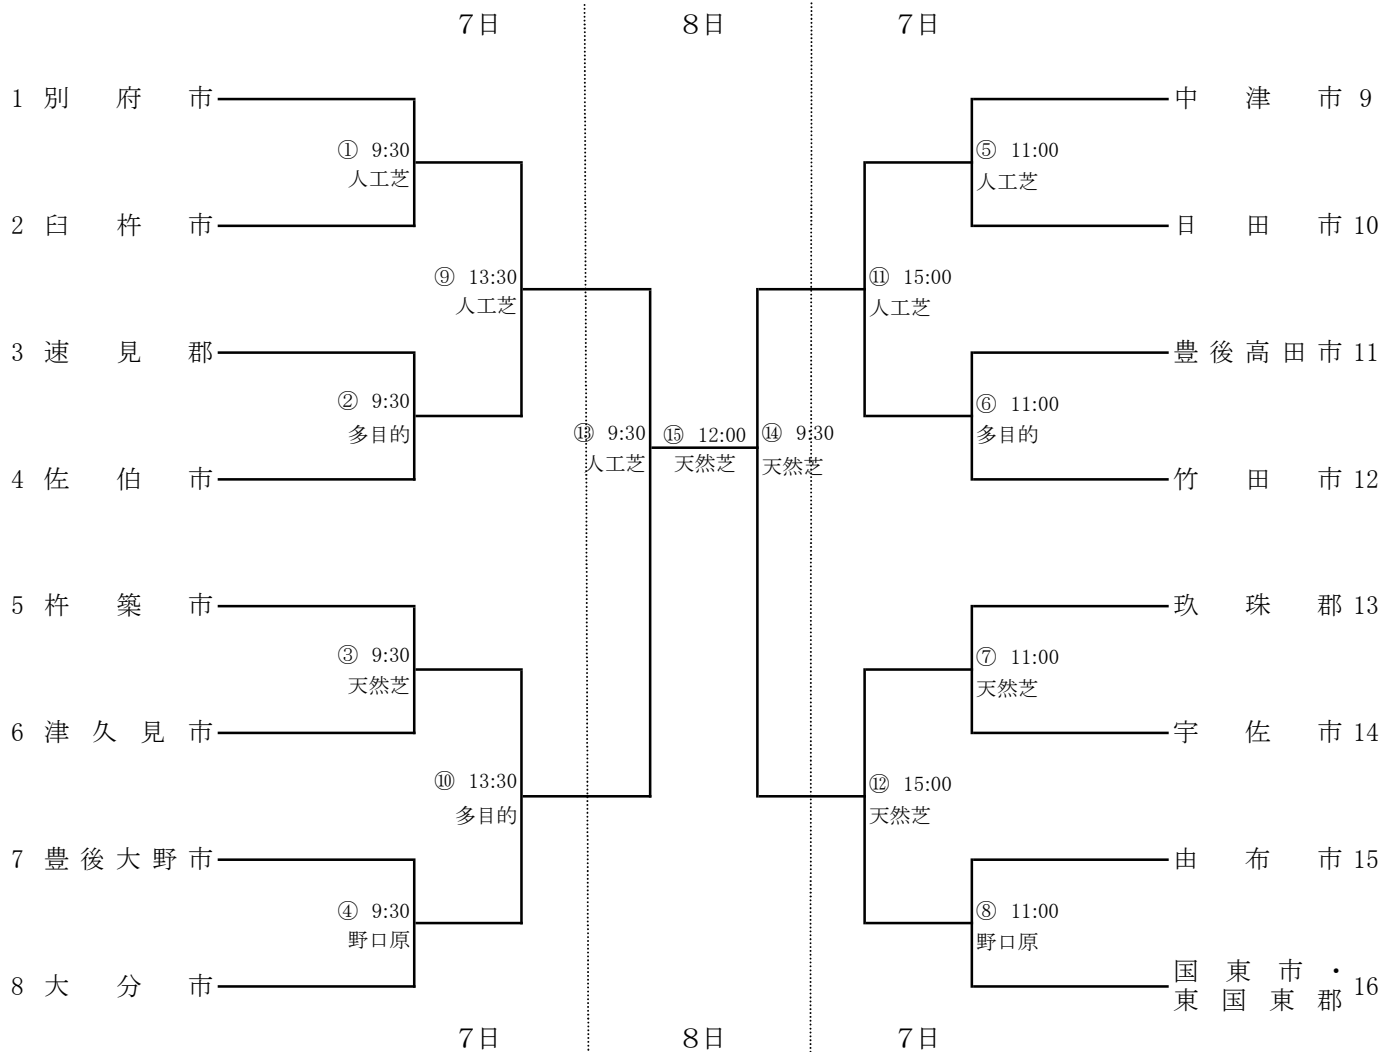 7日 8日 7日
1 別府市
中津市 9
① 9:30
人工芝
⑤ 11:00
人工芝
2 臼杵市
日田市 10
⑨ 13:30
人工芝
⑪ 15:00
人工芝
3 速見郡
豊後高田市 11
② 9:30
多目的
⑥ 11:00
多目的
⑬ 9:30
人工芝
⑮ 12:00
天然芝
⑭ 9:30
天然芝
4 佐伯市
竹田市 12
5 杵築市
玖珠郡 13
③ 9:30
天然芝
⑦ 11:00
天然芝
6 津久見市
宇佐市 14
⑩ 13:30
多目的
⑫ 15:00
天然芝
7 豊後大野市
由布市 15
④ 9:30
野口原
⑧ 11:00
野口原
8 大分市
国東市・
東国東郡 16
7日 8日 7日